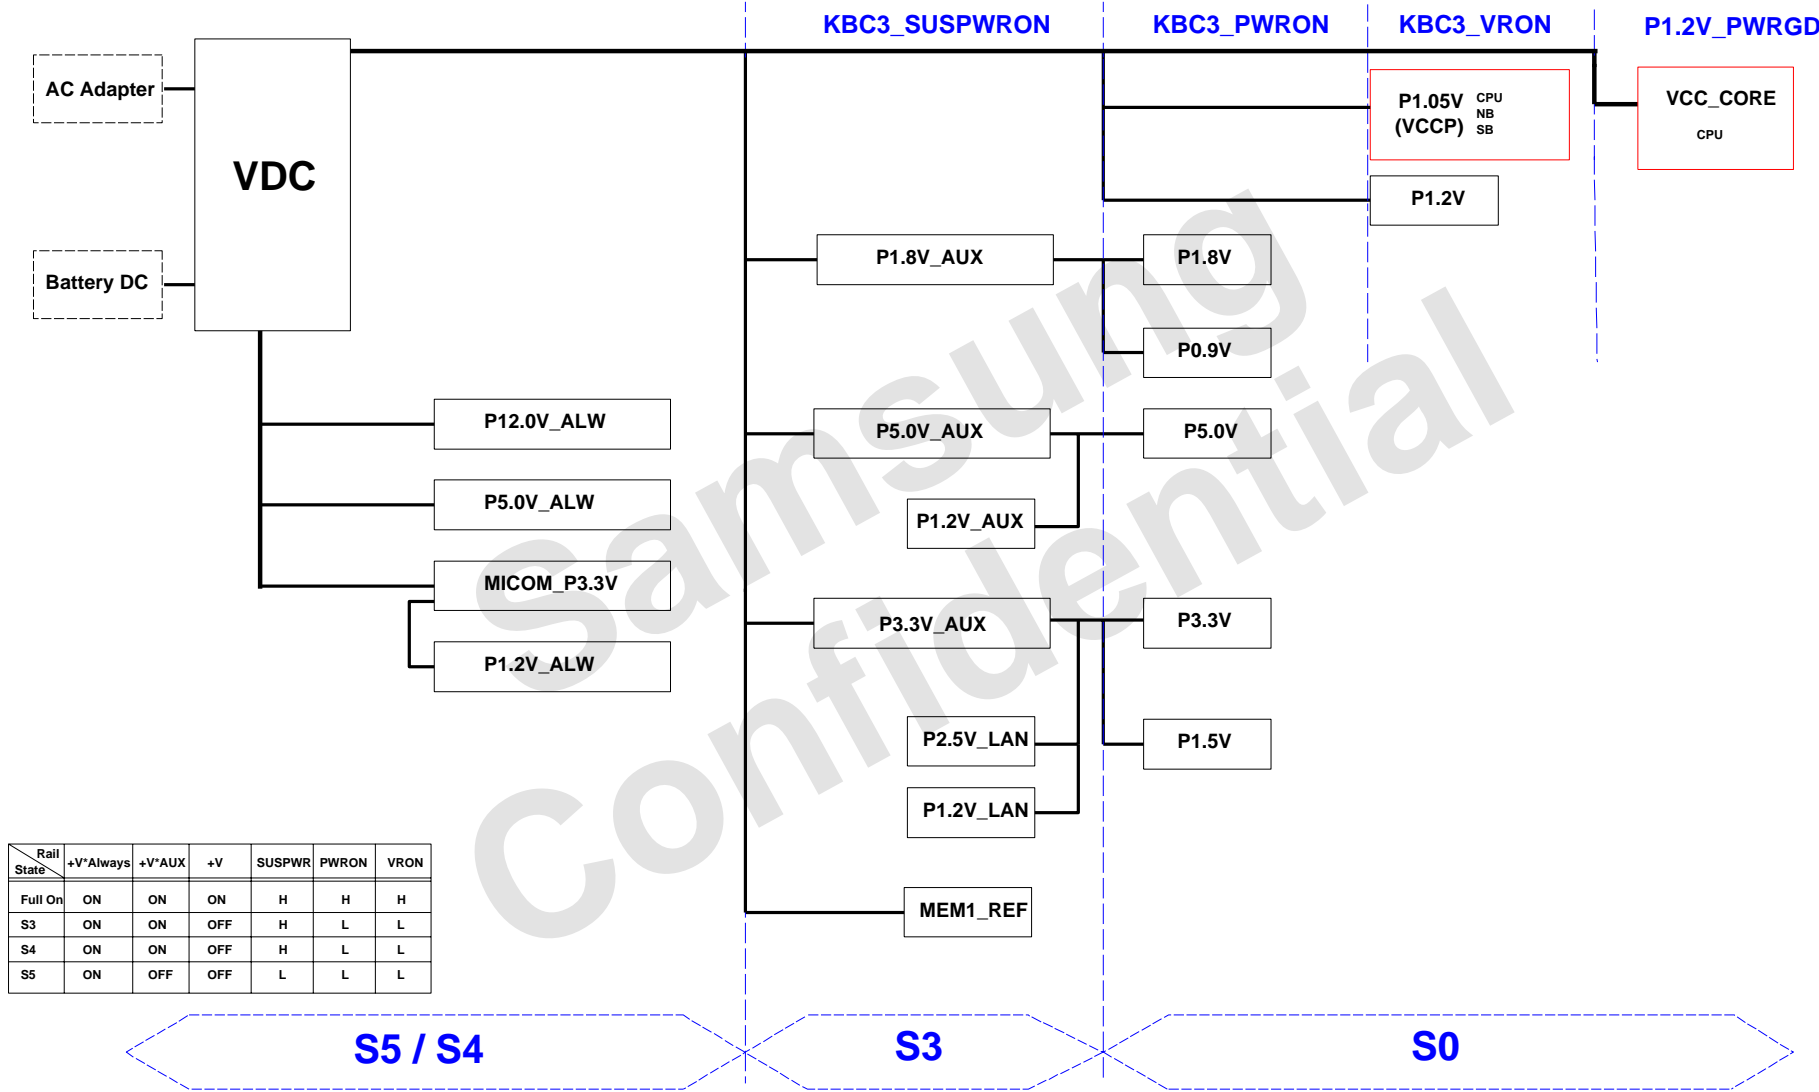 KBC3_SUSPWRON KBC3_PWRON KBC3_VRON P1.2V_PWRGD
AC Adapter
VDC
Battery DC
P1.05V CPU
(VCCP) NB
SB
VCC_CORE
CPU
P1.2V
P1.8V_AUX
P1.8V
P0.9V
P12.0V_ALW
P5.0V_AUX
P5.0V
P5.0V_ALW
P1.2V_AUX
MICOM_P3.3V
P3.3V_AUX
P3.3V
P1.2V_ALW
P2.5V_LAN
P1.5V
P1.2V_LAN
MEM1_REF
Samsung
Confidential
Rail
State +V*Always +V*AUX +V SUSPWR PWRON VRON
Full On ON ON ON H H H
S3 ON ON OFF H L L
S4 ON ON OFF H L L
S5 ON OFF OFF L L L
S5 / S4 S3 S0